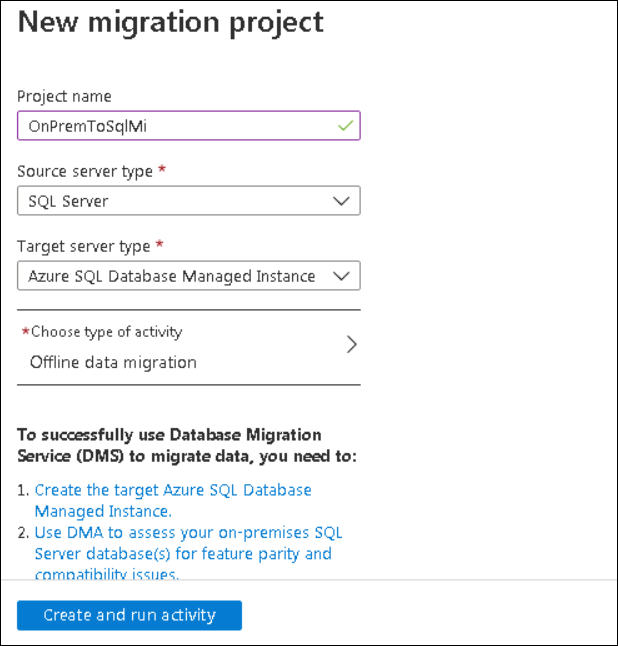 New migration project
Project name
OnPremToSqlMi
Source server type *
SQL Server
Target server type *
Azure SQL Database Managed Instance
*Choose type of activity
Offline data migration
To successfully use Database Migration
Service (DMS) to migrate data, you need to:
1. Create the target Azure SQL Database
Managed Instance.
2. Use DMA to assess your on-premises SQL
Server database(s) for feature parity and
compatibility issues.
Create and run activity